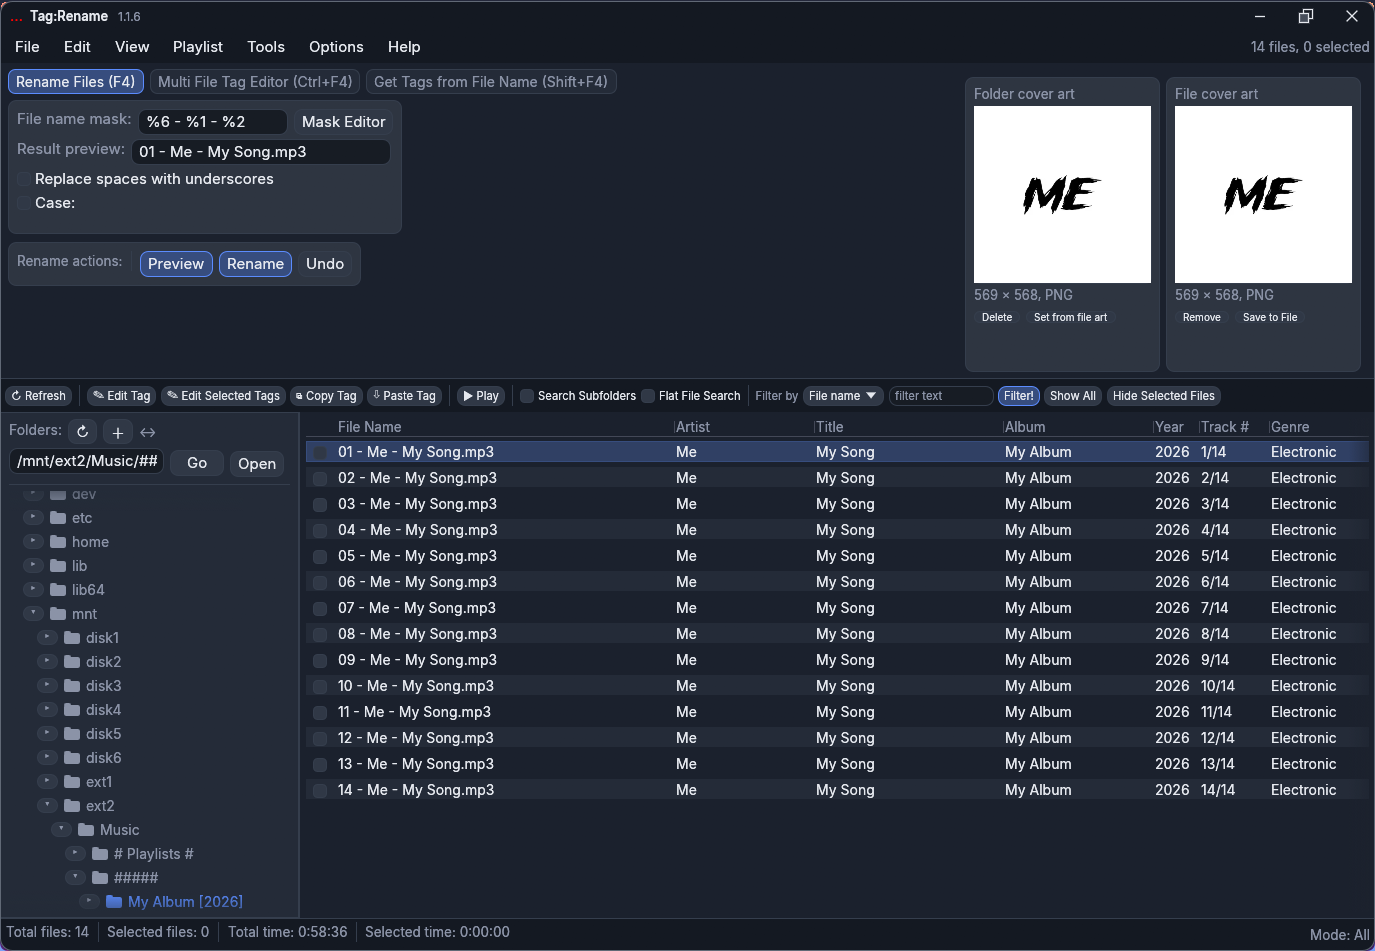 ... Tag:Rename 1.1.6
File Edit View Playlist Tools Options Help
14 files, 0 selected
Rename Files (F4) Multi File Tag Editor (Ctrl+F4) Get Tags from File Name (Shift+F4)
File name mask: %6 - %1 - %2 Mask Editor
Result preview: 01 - Me - My Song.mp3
Replace spaces with underscores
Case:
Rename actions: Preview Rename Undo
Folder cover art
ME
569 × 568, PNG
Delete Set from file art
File cover art
ME
569 × 568, PNG
Remove Save to File
Refresh Edit Tag Edit Selected Tags Copy Tag Paste Tag Play Search Subfolders Flat File Search Filter by File name filter text Filter! Show All Hide Selected Files
Folders:
/mnt/ext2/Music/## Go Open
dev
etc
home
lib
lib64
mnt
disk1
disk2
disk3
disk4
disk5
disk6
ext1
ext2
Music
# Playlists #
#####
My Album [2026]
File Name Artist Title Album Year Track # Genre
01 - Me - My Song.mp3 Me My Song My Album 2026 1/14 Electronic
02 - Me - My Song.mp3 Me My Song My Album 2026 2/14 Electronic
03 - Me - My Song.mp3 Me My Song My Album 2026 3/14 Electronic
04 - Me - My Song.mp3 Me My Song My Album 2026 4/14 Electronic
05 - Me - My Song.mp3 Me My Song My Album 2026 5/14 Electronic
06 - Me - My Song.mp3 Me My Song My Album 2026 6/14 Electronic
07 - Me - My Song.mp3 Me My Song My Album 2026 7/14 Electronic
08 - Me - My Song.mp3 Me My Song My Album 2026 8/14 Electronic
09 - Me - My Song.mp3 Me My Song My Album 2026 9/14 Electronic
10 - Me - My Song.mp3 Me My Song My Album 2026 10/14 Electronic
11 - Me - My Song.mp3 Me My Song My Album 2026 11/14 Electronic
12 - Me - My Song.mp3 Me My Song My Album 2026 12/14 Electronic
13 - Me - My Song.mp3 Me My Song My Album 2026 13/14 Electronic
14 - Me - My Song.mp3 Me My Song My Album 2026 14/14 Electronic
Total files: 14 Selected files: 0 Total time: 0:58:36 Selected time: 0:00:00 Mode: All